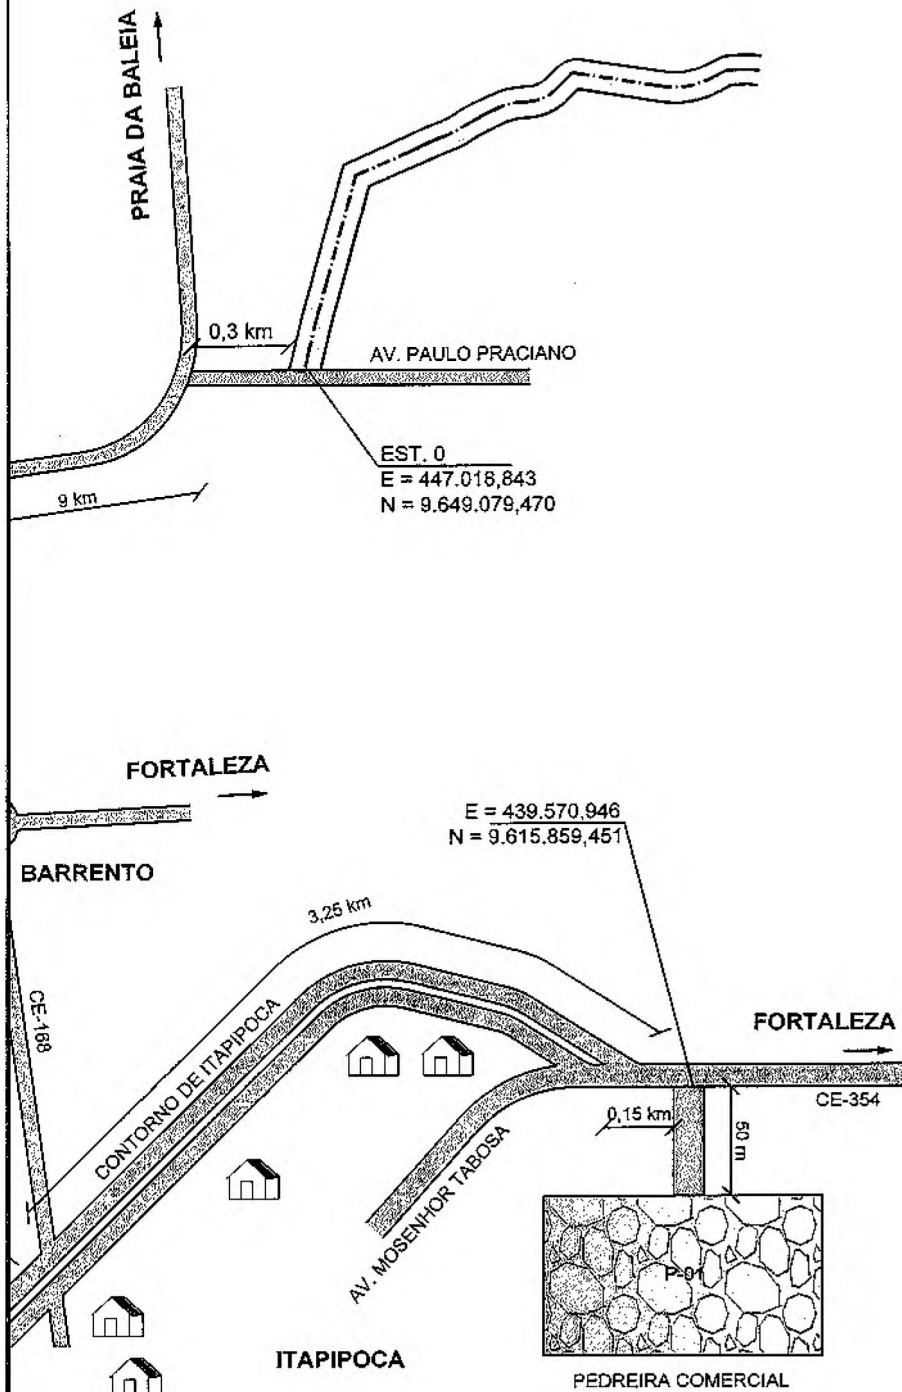 PRAIA DA BALEIA
0,3 km
AV. PAULO PRACIANO
EST. 0
E = 447.018,843
N = 9.649.079,470
9 km
FORTALEZA
E = 439.570,946
N = 9.615.859,451
BARRENTO
3,25 km
CE-168
CONTORNO DE ITAPIPOCA
FORTALEZA
CE-354
0,15 km
50 m
AV. MOSENHOR TABOSA
P-01
ITAPIPOCA
PEDREIRA COMERCIAL